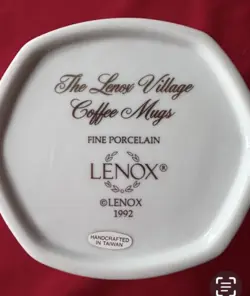 The Lenox Village
Coffee Mugs
FINE PORCELAIN
LENOX®
©LENOX
1992
HANDCRAFTED
IN TAIWAN